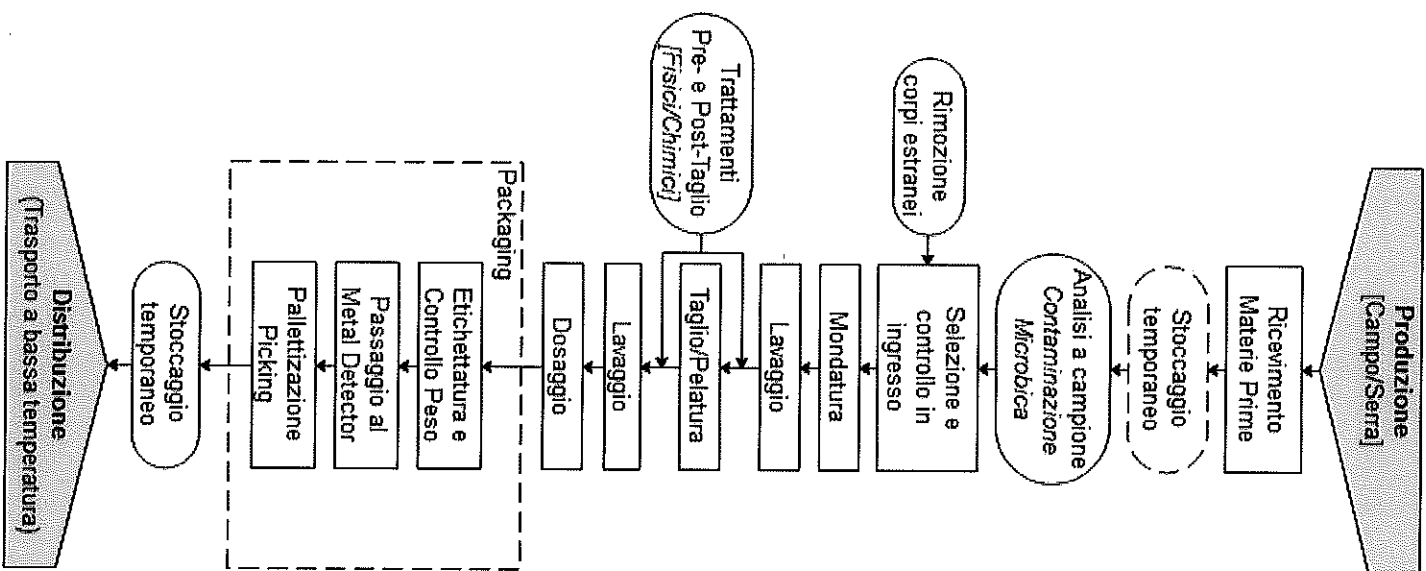 Produzione
[Campo/Serra]
Ricevimento
Materie Prime
Stoccaggio
temporaneo
Analisi a campione
Contaminazione
Microbica
Rimozione
corpi estranei
Selezione e
controllo in
ingresso
Mondatura
Lavaggio
Trattamenti
Pre- e Post-Taglio
[Fisici/Chimici]
Taglio/Pelatura
Lavaggio
Dosaggio
Packaging
Etichettatura e
Controllo Peso
Passaggio al
Metal Detector
Pallettizazione
Picking
Stoccaggio
temporaneo
Distribuzione
(Trasporto a bassa temperatura)